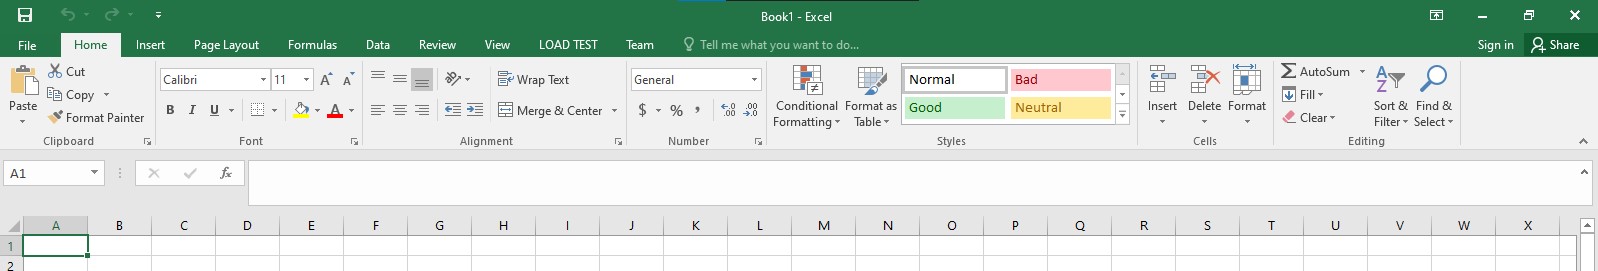 Book1 - Excel
File Home Insert Page Layout Formulas Data Review View LOAD TEST Team Tell me what you want to do... Sign in Share
Paste Cut Copy Format Painter Clipboard
Calibri 11 A A B I U A Font
Wrap Text Merge & Center Alignment
General $ % , Number
Conditional Formatting Format as Table Normal Bad Good Neutral Styles
Insert Delete Format Cells
AutoSum Fill Clear Sort & Filter Find & Select Editing
A1 fx
A B C D E F G H I J K L M N O P Q R S T U V W X
1
2